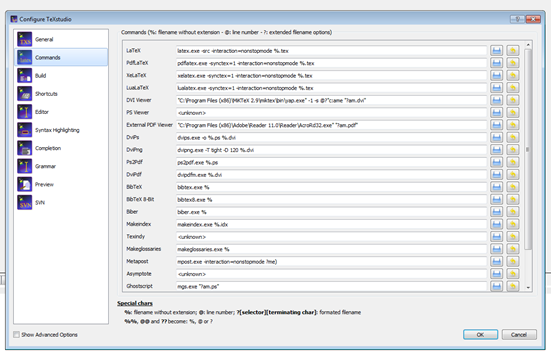 Configure TeXstudio
General
Commands
Build
Shortcuts
Editor
Syntax Highlighting
Completion
Grammar
Preview
SVN
Commands (%: filename without extension - @: line number - ?: extended filename options)
LaTeX latex.exe -src -interaction=nonstopmode %.tex
PdfLaTeX pdflatex.exe -synctex=1 -interaction=nonstopmode %.tex
XeLaTeX xelatex.exe -synctex=1 -interaction=nonstopmode %.tex
LuaLaTeX lualatex.exe -synctex=1 -interaction=nonstopmode %.tex
DVI Viewer "C:\Program Files (x86)\MiKTeX 2.9\miktex\bin\yap.exe" -1 -s @?"c:ame "?am.dvi"
PS Viewer <unknown>
External PDF Viewer "C:\Program Files (x86)\Adobe\Reader 11.0\Reader\AcroRd32.exe" "?am.pdf"
DviPs dvips.exe -o %.ps %.dvi
DviPng dvipng.exe -T tight -D 120 %.dvi
Ps2Pdf ps2pdf.exe %.ps
DviPdf dvipdfm.exe %.dvi
BibTeX bibtex.exe %
BibTeX 8-Bit bibtex8.exe %
Biber biber.exe %
Makeindex makeindex.exe %.idx
Texindy <unknown>
Makeglossaries makeglossaries.exe %
Metapost mpost.exe -interaction=nonstopmode ?me)
Asymptote <unknown>
Ghostscript mgs.exe "?am.ps"
Special chars
%: filename without extension; @: line number; ?[selector][terminating char]: formated filename
%%, @@ and ?? become: %, @ or ?
Show Advanced Options
OK
Cancel